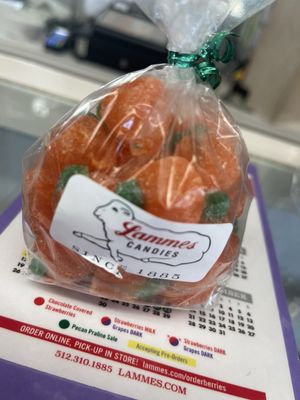 Lammes
CANDIES
SINCE 1885
Chocolate Covered
Strawberries
Pecan Praline Sale
Strawberries MILK
Grapes DARK
Strawberries DARK
Grapes DARK
Accepting Pre-Orders
ORDER ONLINE, PICK-UP IN STORE! lammes.com/orderberries
512.310.1885 LAMMES.COM